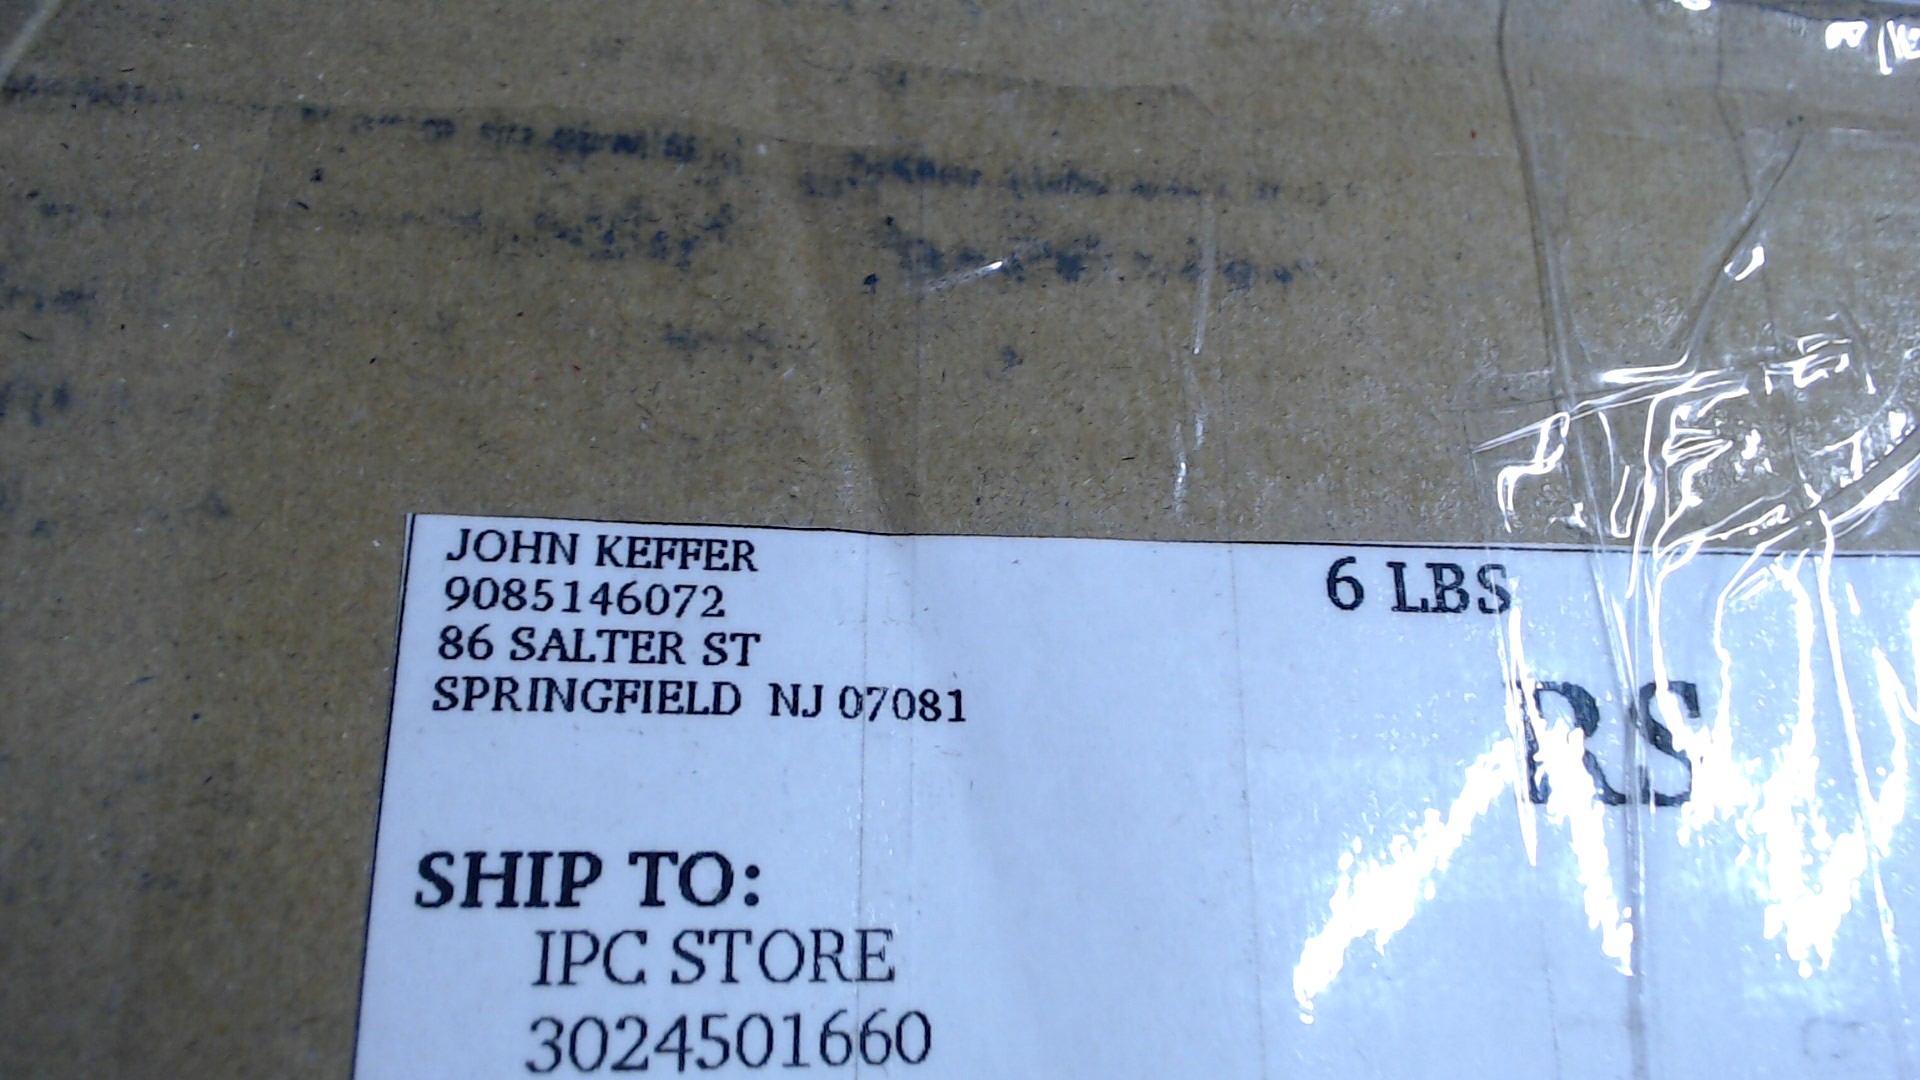 JOHN KEFFER
9085146072
86 SALTER ST
SPRINGFIELD NJ 07081
6 LBS
RS
SHIP TO:
IPC STORE
3024501660